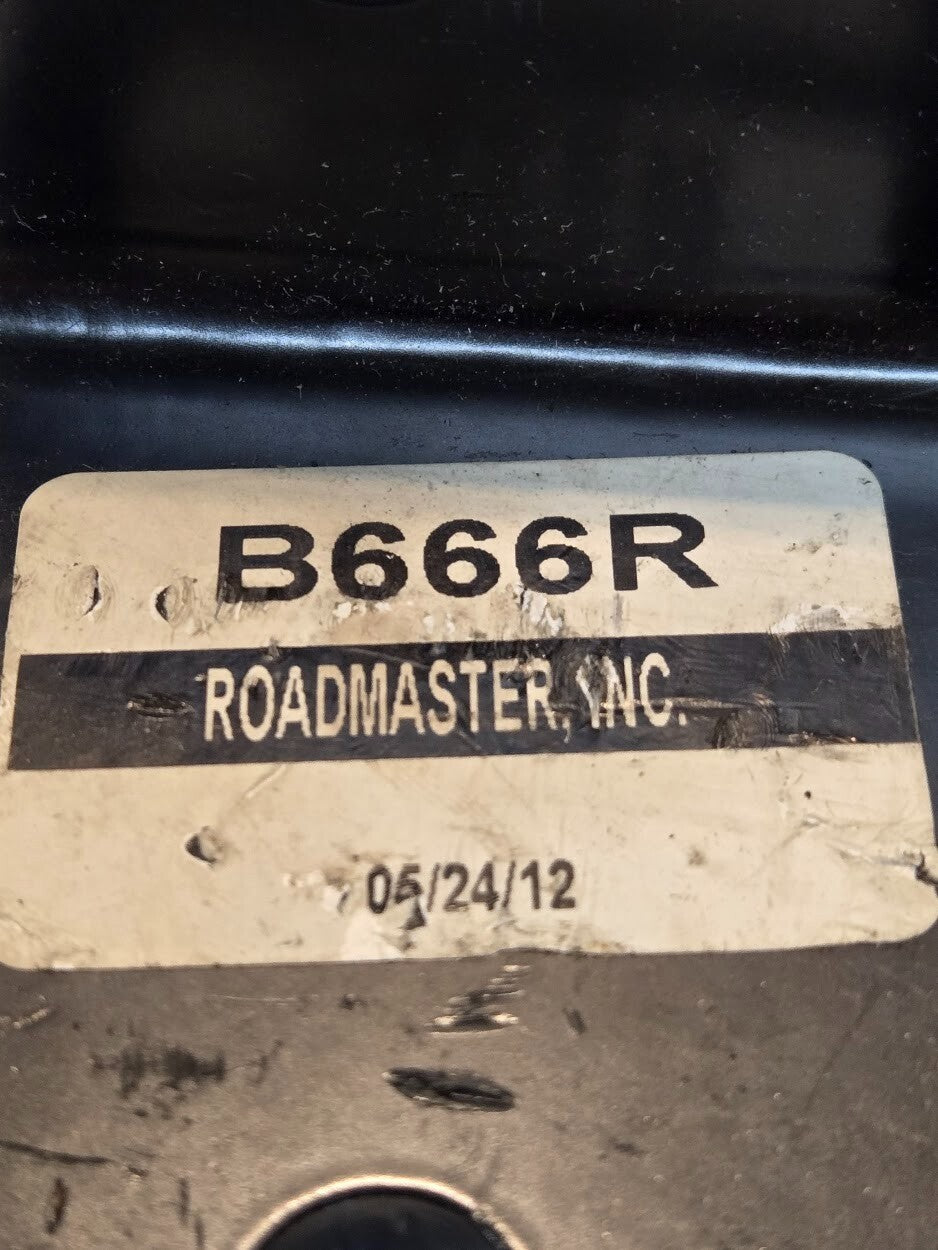 B666R
ROADMASTER, INC.
05/24/12